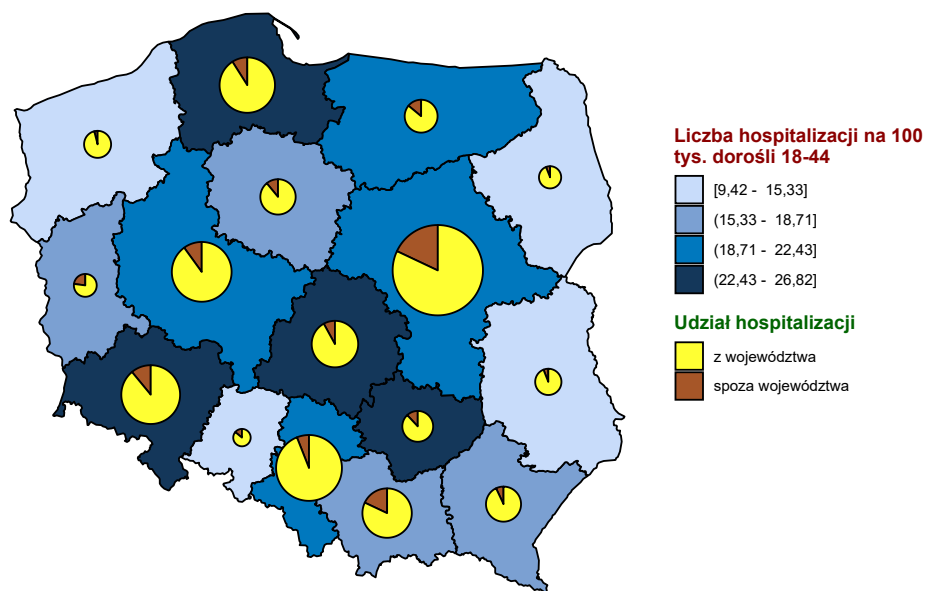 Liczba hospitalizacji na 100
tys. dorośli 18-44
[9,42 - 15,33]
(15,33 - 18,71]
(18,71 - 22,43]
(22,43 - 26,82]
Udział hospitalizacji
z województwa
spoza województwa